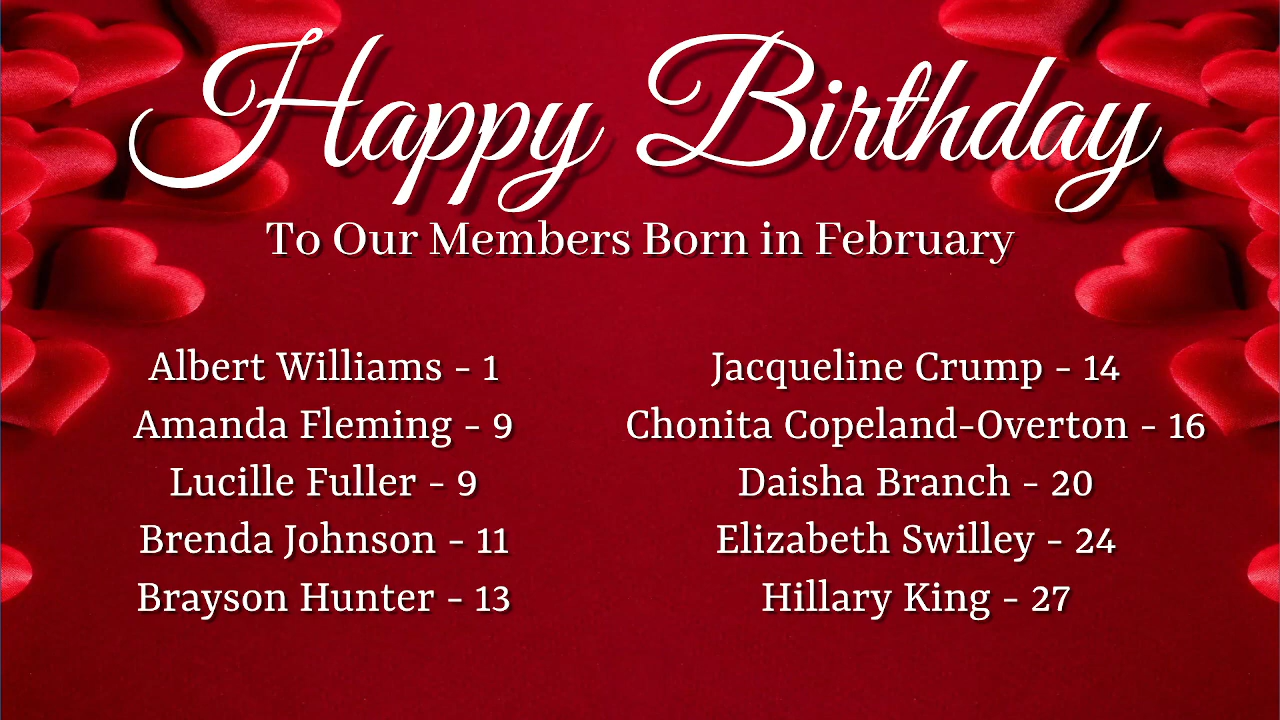 Happy Birthday
To Our Members Born in February
Albert Williams - 1
Amanda Fleming - 9
Lucille Fuller - 9
Brenda Johnson - 11
Brayson Hunter - 13
Jacqueline Crump - 14
Chonita Copeland-Overton - 16
Daisha Branch - 20
Elizabeth Swilley - 24
Hillary King - 27